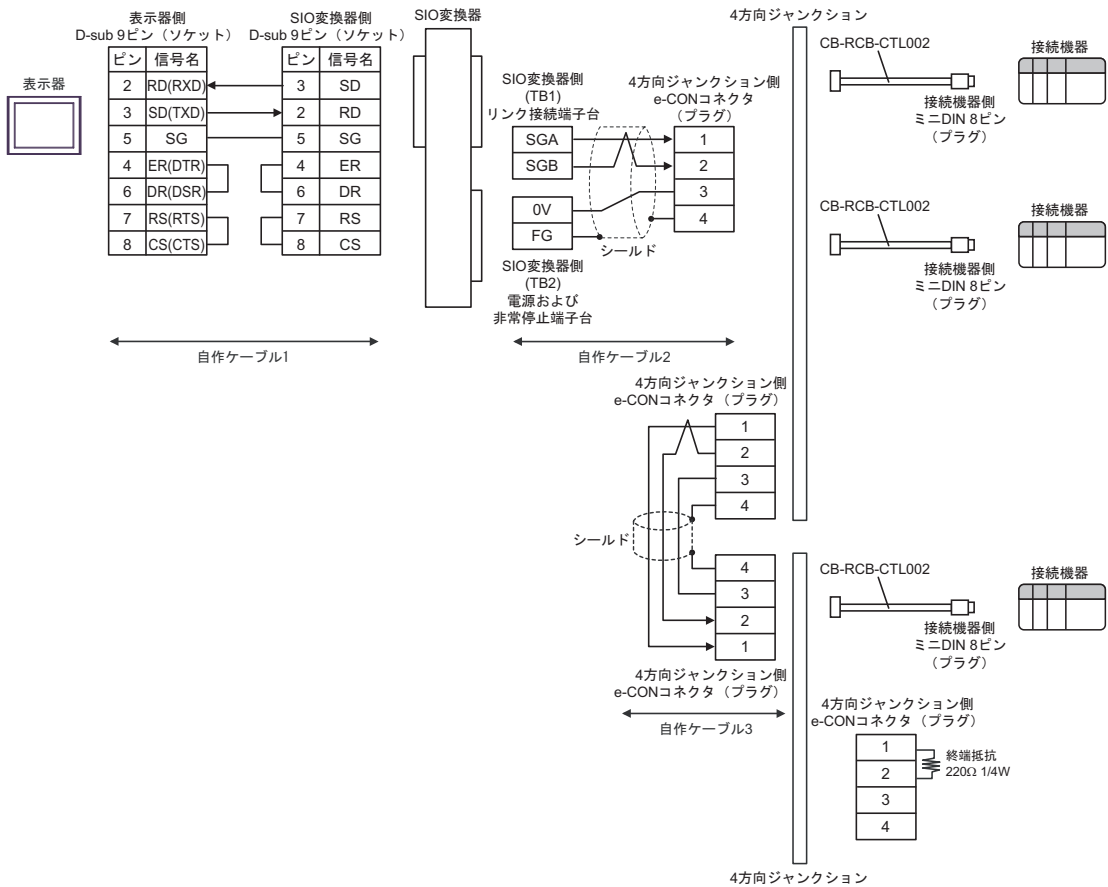 表示器
表示器側
D-sub 9ピン（ソケット）
ピン 信号名
2 RD(RXD)
3 SD(TXD)
5 SG
4 ER(DTR)
6 DR(DSR)
7 RS(RTS)
8 CS(CTS)
SIO変換器側
D-sub 9ピン（ソケット）
ピン 信号名
3 SD
2 RD
5 SG
4 ER
6 DR
7 RS
8 CS
自作ケーブル1
SIO変換器
SIO変換器側
(TB1)
リンク接続端子台
SGA
SGB
0V
FG
SIO変換器側
(TB2)
電源および
非常停止端子台
シールド
4方向ジャンクション側
e-CONコネクタ
（プラグ）
1
2
3
4
自作ケーブル2
4方向ジャンクション
CB-RCB-CTL002
接続機器側
ミニDIN 8ピン
（プラグ）
接続機器
CB-RCB-CTL002
接続機器側
ミニDIN 8ピン
（プラグ）
接続機器
4方向ジャンクション側
e-CONコネクタ（プラグ）
1
2
3
4
シールド
4
3
2
1
4方向ジャンクション側
e-CONコネクタ（プラグ）
自作ケーブル3
CB-RCB-CTL002
接続機器側
ミニDIN 8ピン
（プラグ）
接続機器
4方向ジャンクション側
e-CONコネクタ（プラグ）
1
2
3
4
終端抵抗
220Ω 1/4W
4方向ジャンクション